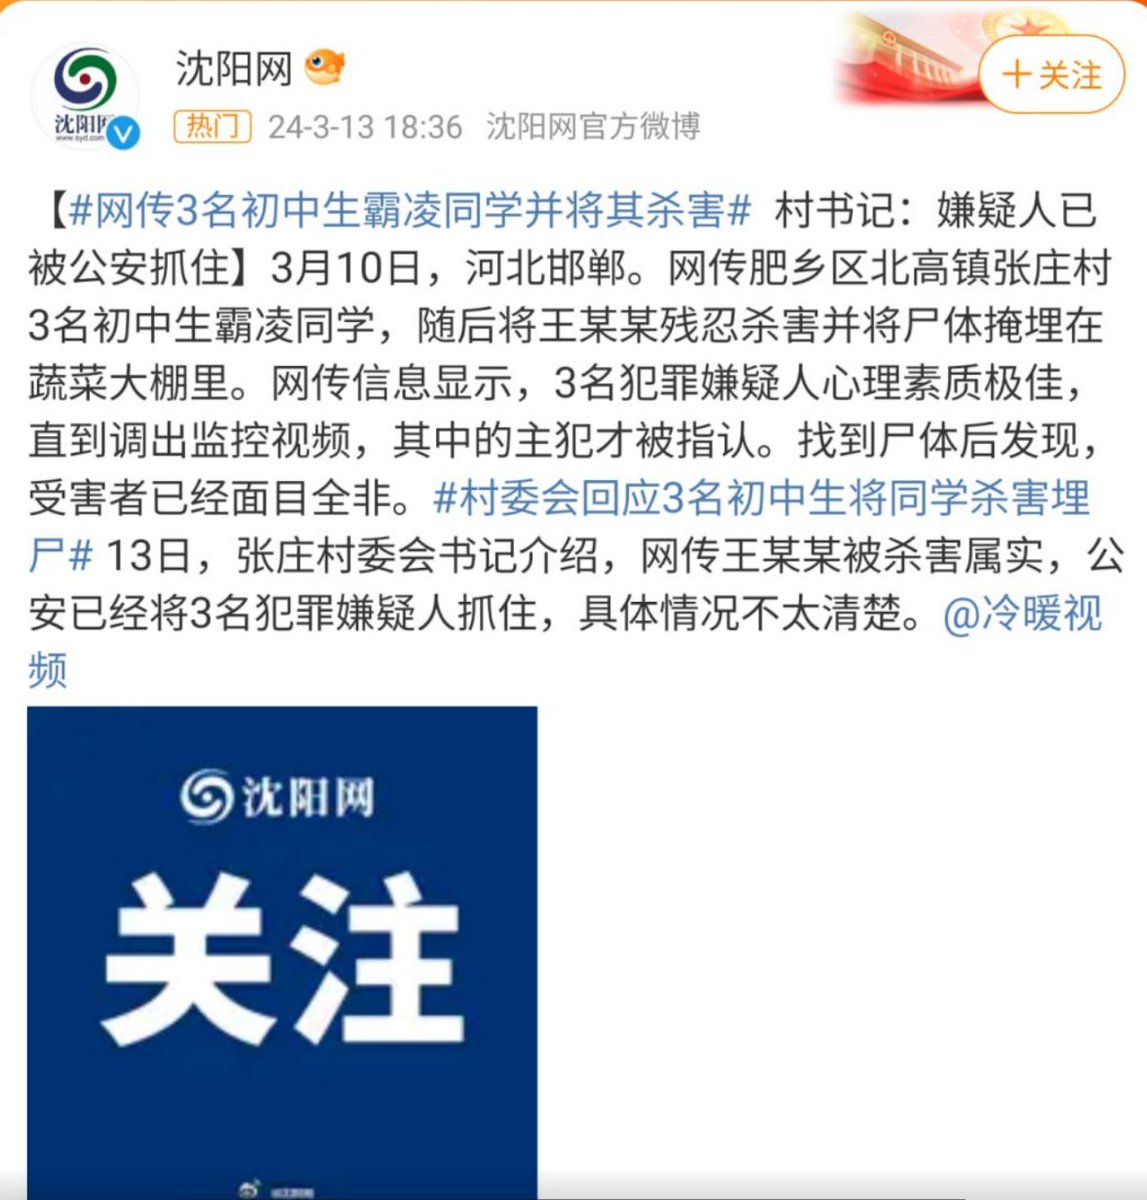 沈阳网
沈阳网
www.syd.com
热门 24-3-13 18:36 沈阳网官方微博
十关注
【#网传3名初中生霸凌同学并将其杀害# 村书记：嫌疑人已
被公安抓住】3月10日，河北邯郸。网传肥乡区北高镇张庄村
3名初中生霸凌同学，随后将王某某残忍杀害并将尸体掩埋在
蔬菜大棚里。网传信息显示，3名犯罪嫌疑人心理素质极佳，
直到调出监控视频，其中的主犯才被指认。找到尸体后发现，
受害者已经面目全非。#村委会回应3名初中生将同学杀害埋
尸# 13日，张庄村委会书记介绍，网传王某某被杀害属实，公
安已经将3名犯罪嫌疑人抓住，具体情况不太清楚。@冷暖视
频
沈阳网
关注